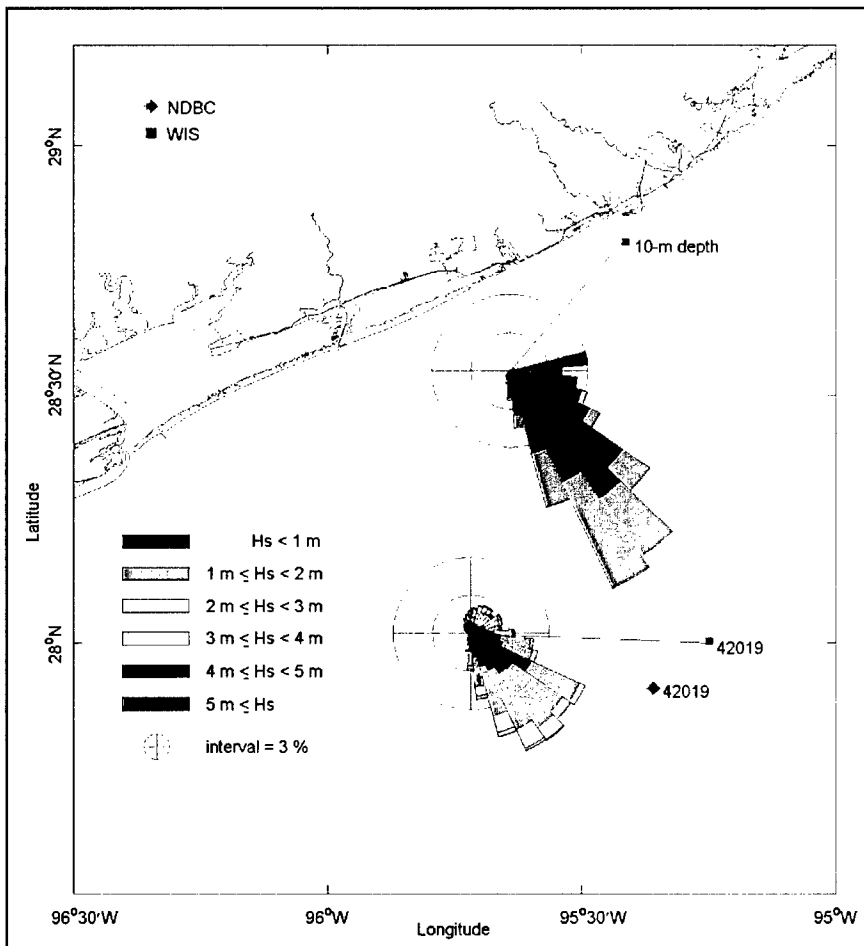 NDBC
WIS
29°N
10-m depth
28°30'N
Latitude
Hs < 1 m
1 m ≤ Hs < 2 m
2 m ≤ Hs < 3 m
3 m ≤ Hs < 4 m
4 m ≤ Hs < 5 m
5 m ≤ Hs
interval = 3 %
28°N
42019
42019
96°30'W
96°W
95°30'W
95°W
Longitude